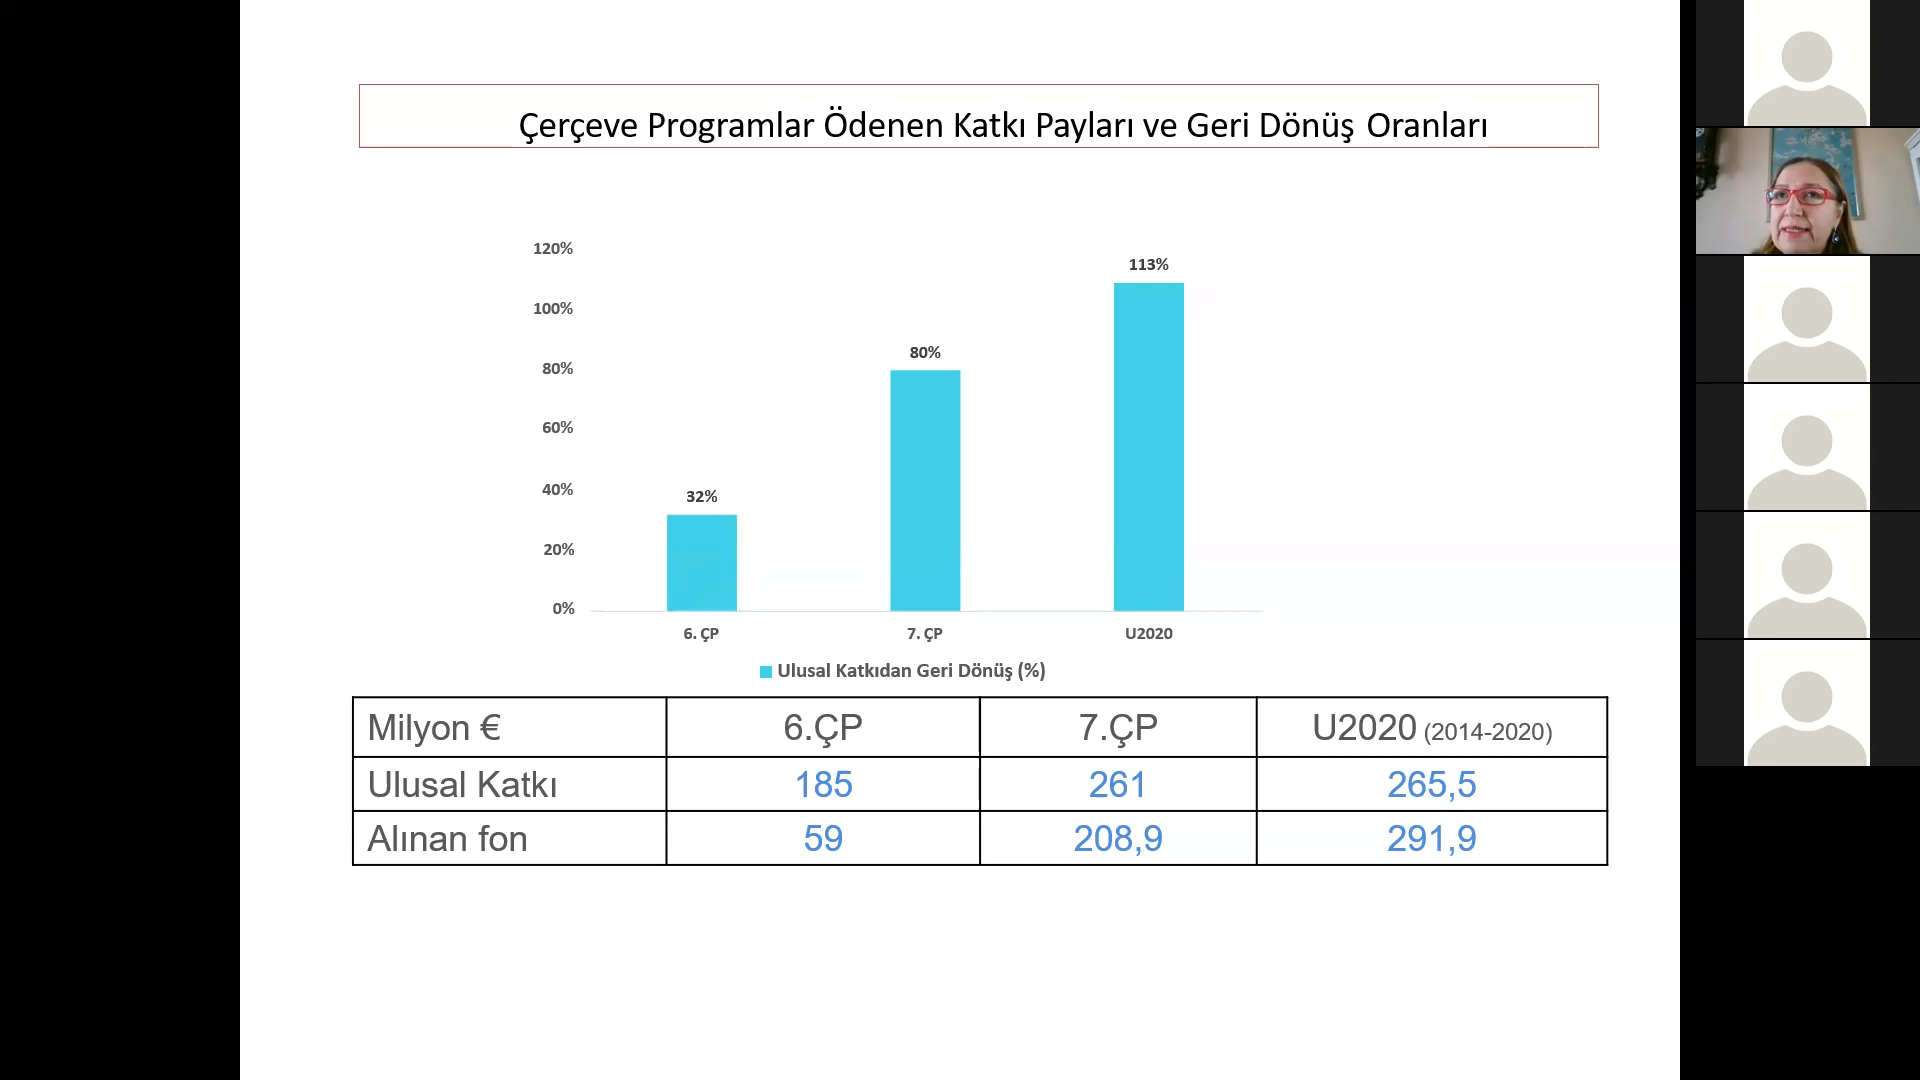 Çerçeve Programlar Ödenen Katkı Payları ve Geri Dönüş Oranları
120%
100%
80%
60%
40%
20%
0%
32%
80%
113%
6. ÇP
7. ÇP
U2020
Ulusal Katkıdan Geri Dönüş (%)
Milyon € 6.ÇP 7.ÇP U2020 (2014-2020)
Ulusal Katkı 185 261 265,5
Alınan fon 59 208,9 291,9